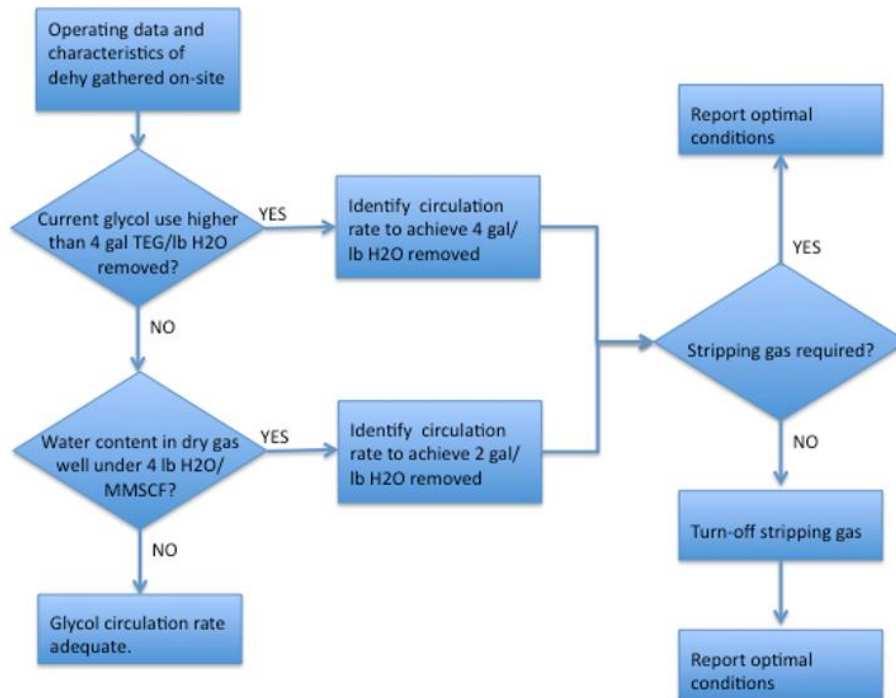 Operating data and
characteristics of
dehy gathered on-site
Current glycol use higher
than 4 gal TEG/lb H2O
removed?
YES
Identify circulation
rate to achieve 4 gal/
lb H2O removed
NO
Water content in dry gas
well under 4 lb H2O/
MMSCF?
YES
Identify circulation
rate to achieve 2 gal/
lb H2O removed
NO
Glycol circulation rate
adequate.
Stripping gas required?
YES
Report optimal
conditions
NO
Turn-off stripping gas
Report optimal
conditions